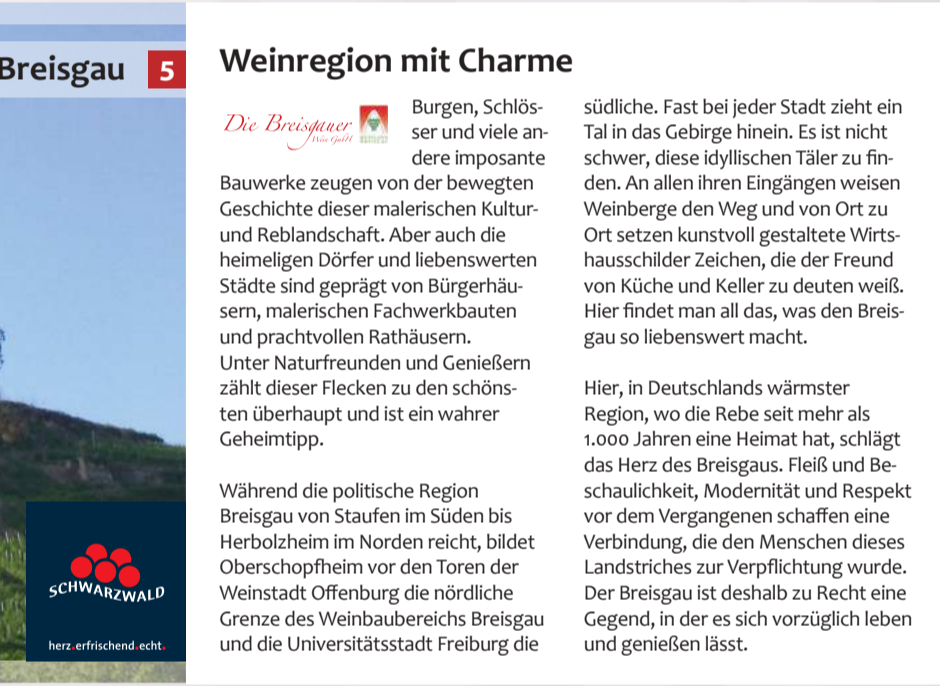 Breisgau 5
Weinregion mit Charme
Die Breisgauer
Wein GmbH
Burgen, Schlös-
ser und viele an-
dere imposante
Bauwerke zeugen von der bewegten
Geschichte dieser malerischen Kultur-
und Reblandschaft. Aber auch die
heimeligen Dörfer und liebenswerten
Städte sind geprägt von Bürgerhäu-
sern, malerischen Fachwerkbauten
und prachtvollen Rathäusern.
Unter Naturfreunden und Genießern
zählt dieser Flecken zu den schöns-
ten überhaupt und ist ein wahrer
Geheimtipp.
Während die politische Region
Breisgau von Staufen im Süden bis
Herbolzheim im Norden reicht, bildet
Oberschopfheim vor den Toren der
Weinstadt Offenburg die nördliche
Grenze des Weinbaubereichs Breisgau
und die Universitätsstadt Freiburg die
südliche. Fast bei jeder Stadt zieht ein
Tal in das Gebirge hinein. Es ist nicht
schwer, diese idyllischen Täler zu fin-
den. An allen ihren Eingängen weisen
Weinberge den Weg und von Ort zu
Ort setzen kunstvoll gestaltete Wirts-
hausschilder Zeichen, die der Freund
von Küche und Keller zu deuten weiß.
Hier findet man all das, was den Breis-
gau so liebenswert macht.
Hier, in Deutschlands wärmster
Region, wo die Rebe seit mehr als
1.000 Jahren eine Heimat hat, schlägt
das Herz des Breisgaus. Fleiß und Be-
schaulichkeit, Modernität und Respekt
vor dem Vergangenen schaffen eine
Verbindung, die den Menschen dieses
Landstriches zur Verpflichtung wurde.
Der Breisgau ist deshalb zu Recht eine
Gegend, in der es sich vorzüglich leben
und genießen lässt.
SCHWARZWALD
herz.erfrischend.echt.